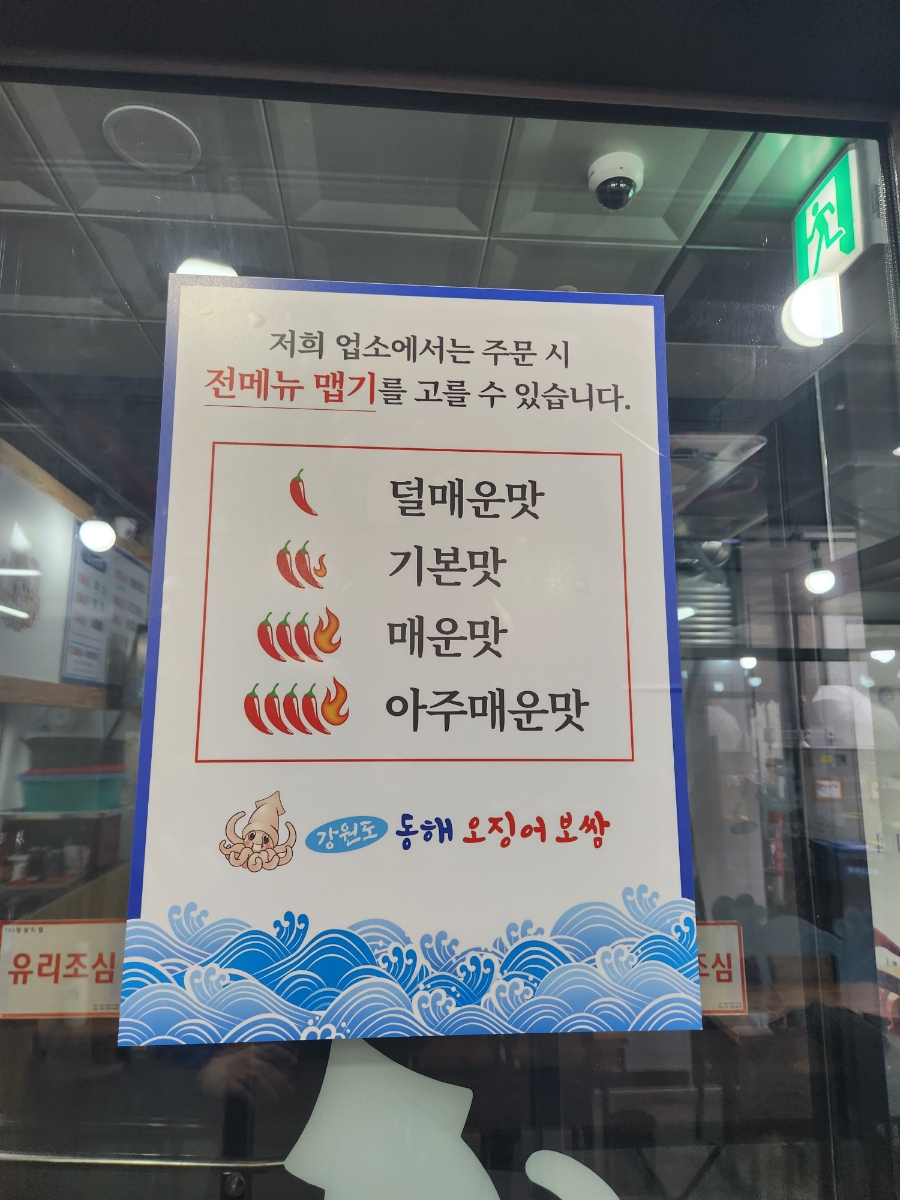 저희 업소에서는 주문 시
전메뉴 맵기를 고를 수 있습니다.
덜매운맛
기본맛
매운맛
아주매운맛
강원도 동해 오징어 보쌈
유리조심
조심